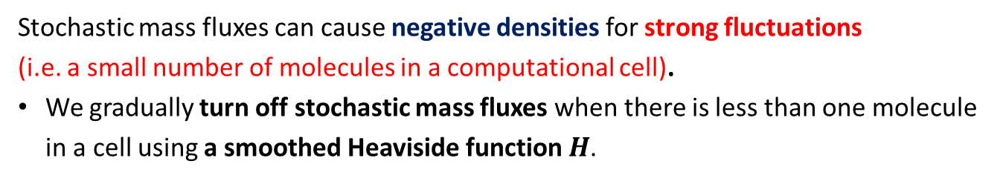 Stochastic mass fluxes can cause negative densities for strong fluctuations
(i.e. a small number of molecules in a computational cell).
• We gradually turn off stochastic mass fluxes when there is less than one molecule
in a cell using a smoothed Heaviside function H.